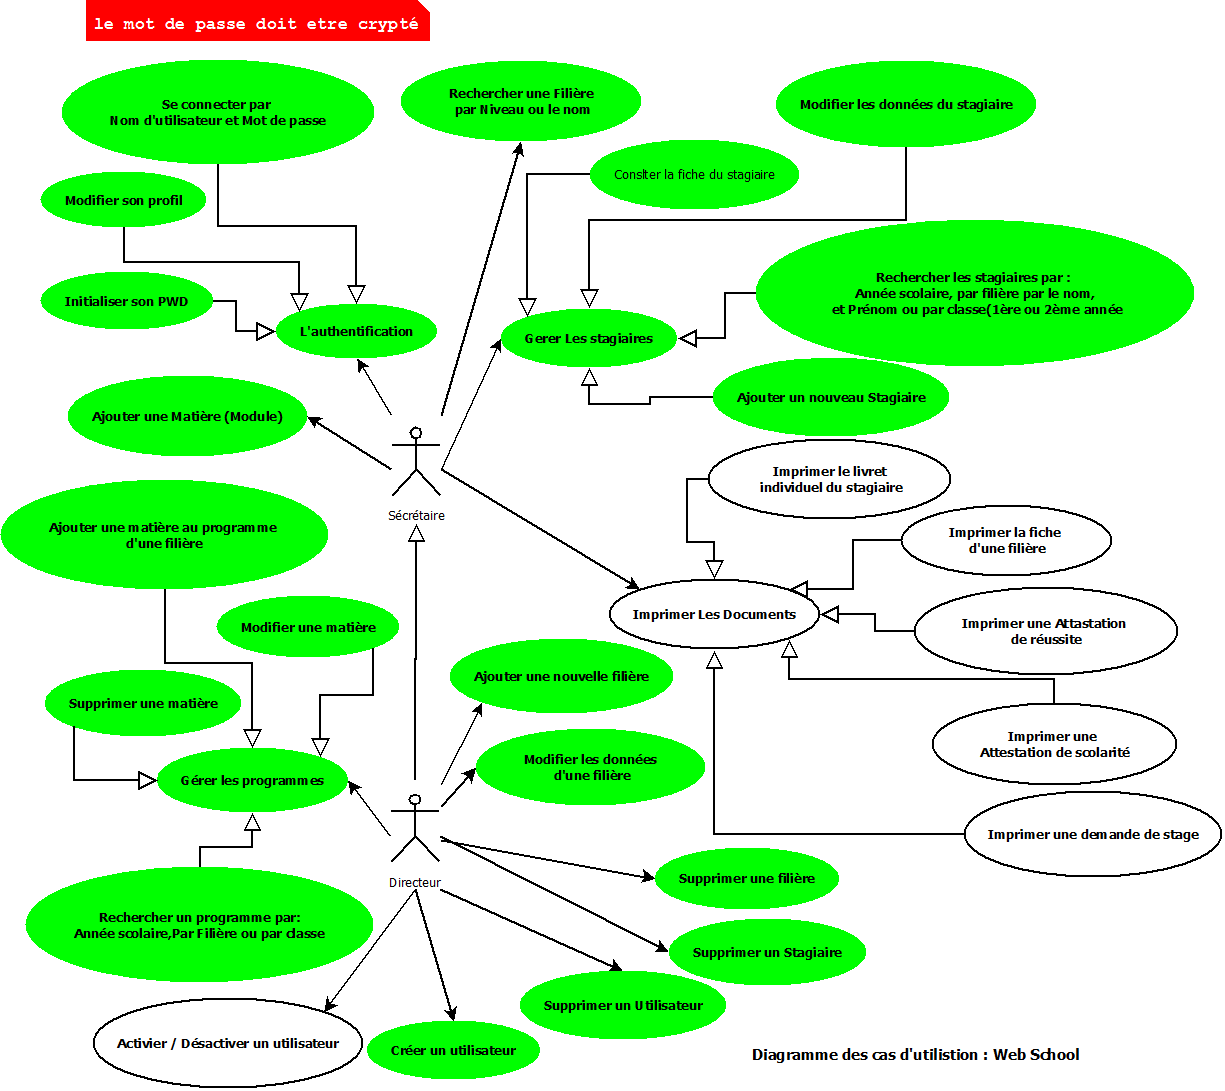 le mot de passe doit etre crypté
Se connecter par
Nom d'utilisateur et Mot de passe
Rechercher une Filière
par Niveau ou le nom
Modifier les données du stagiaire
Conslter la fiche du stagiaire
Modifier son profil
Initialiser son PWD
L'authentification
Gerer Les stagiaires
Rechercher les stagiaires par :
Année scolaire, par filière par le nom,
et Prénom ou par classe(1ère ou 2ème année
Ajouter un nouveau Stagiaire
Ajouter une Matière (Module)
Sécrétaire
Imprimer le livret
individuel du stagiaire
Ajouter une matière au programme
d'une filière
Imprimer la fiche
d'une filière
Imprimer Les Documents
Modifier une matière
Imprimer une Attastation
de réussite
Ajouter une nouvelle filière
Supprimer une matière
Imprimer une
Attestation de scolarité
Modifier les données
d'une filière
Gérer les programmes
Imprimer une demande de stage
Directeur
Supprimer une filière
Rechercher un programme par:
Année scolaire,Par Filière ou par classe
Supprimer un Stagiaire
Supprimer un Utilisateur
Activier / Désactiver un utilisateur
Créer un utilisateur
Diagramme des cas d'utilistion : Web School